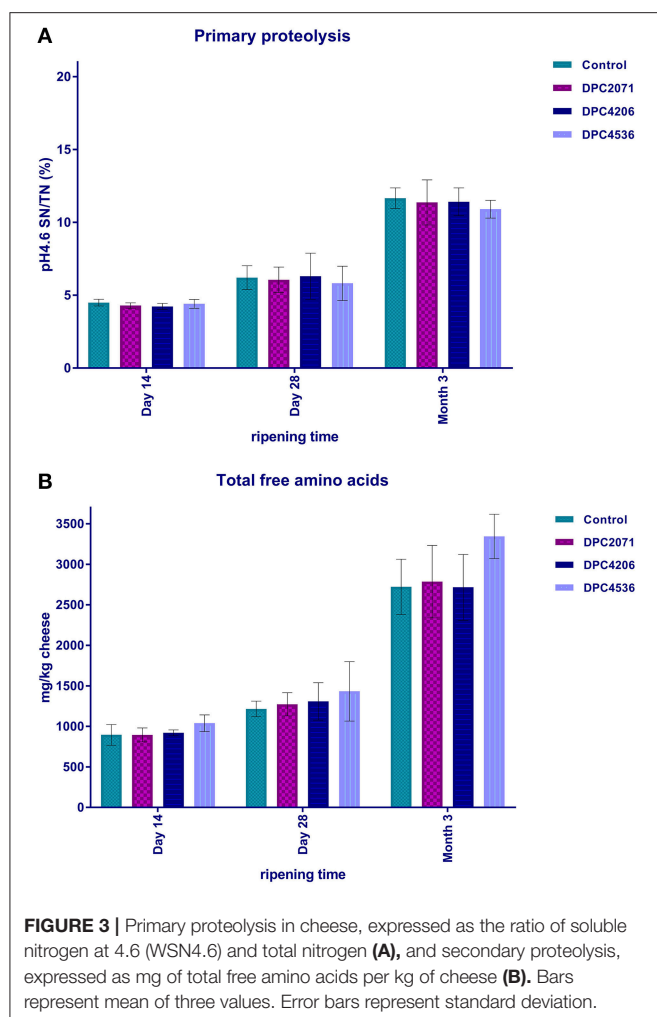 A
Primary proteolysis
pH4.6 SN/TN (%)
20
15
10
5
0
Day 14
Day 28
Month 3
ripening time
Control
DPC2071
DPC4206
DPC4536
B
Total free amino acids
mg/kg cheese
3500
3000
2500
2000
1500
1000
500
0
Day 14
Day 28
Month 3
ripening time
Control
DPC2071
DPC4206
DPC4536
FIGURE 3 | Primary proteolysis in cheese, expressed as the ratio of soluble
nitrogen at 4.6 (WSN4.6) and total nitrogen (A), and secondary proteolysis,
expressed as mg of total free amino acids per kg of cheese (B). Bars
represent mean of three values. Error bars represent standard deviation.